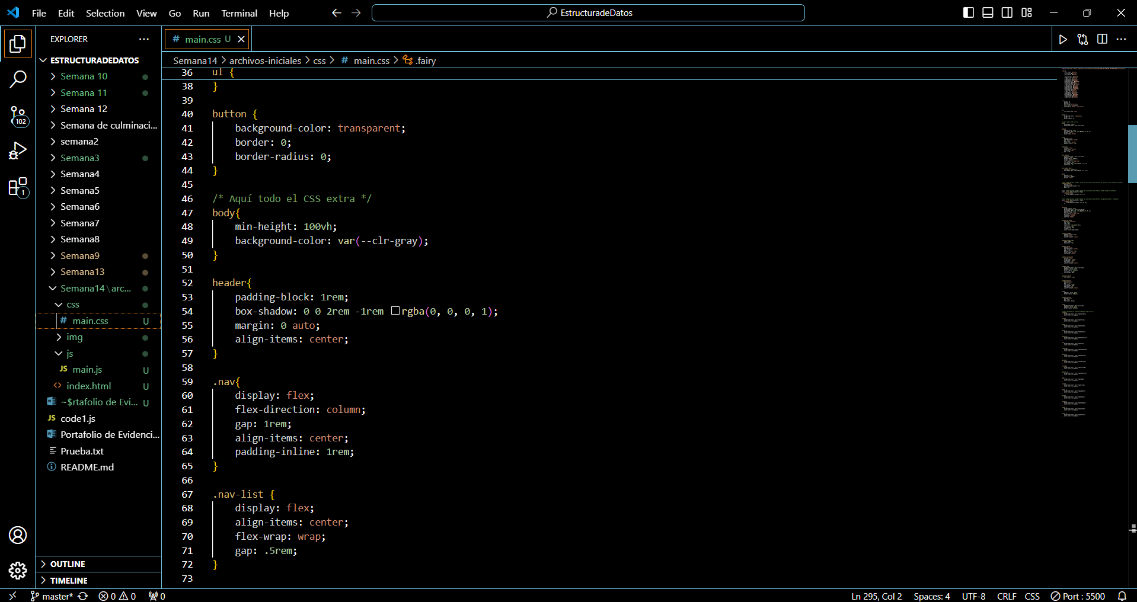 File Edit Selection View Go Run Terminal Help EstructuradeDatos
EXPLORER
ESTRUCTURADEDATOS
Semana 10
Semana 11
Semana 12
Semana de culminaci...
semana2
Semana3
Semana4
Semana5
Semana6
Semana7
Semana8
Semana9
Semana13
Semana14 \ arc...
css
# main.css U
img
js
JS main.js U
<> index.html U
~$rtafolio de Evi... U
JS code1.js
Portafolio de Evidenci...
Prueba.txt
README.md
OUTLINE
TIMELINE
102
1
# main.css U
Semana14 > archivos-iniciales > css > # main.css > .fairy
36 ul {
38 }
39
40 button {
41 background-color: transparent;
42 border: 0;
43 border-radius: 0;
44 }
45
46 /* Aquí todo el CSS extra */
47 body{
48 min-height: 100vh;
49 background-color: var(--clr-gray);
50 }
51
52 header{
53 padding-block: 1rem;
54 box-shadow: 0 0 2rem -1rem rgba(0, 0, 0, 1);
55 margin: 0 auto;
56 align-items: center;
57 }
58
59 .nav{
60 display: flex;
61 flex-direction: column;
62 gap: 1rem;
63 align-items: center;
64 padding-inline: 1rem;
65 }
66
67 .nav-list {
68 display: flex;
69 align-items: center;
70 flex-wrap: wrap;
71 gap: .5rem;
72 }
73
master* 0 0 0 Ln 295, Col 2 Spaces: 4 UTF-8 CRLF CSS Port : 5500